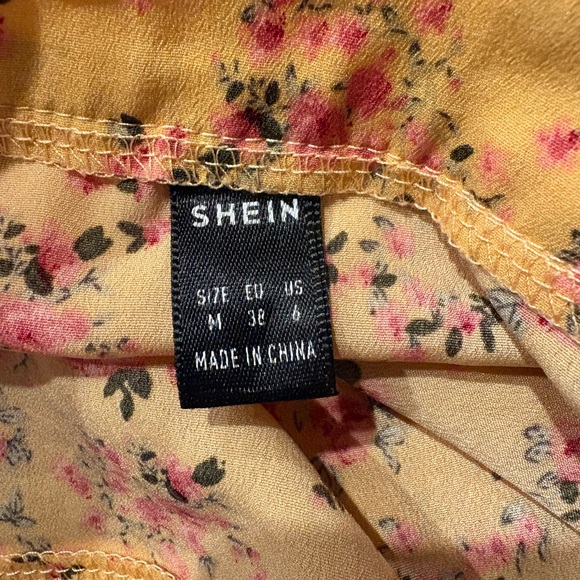 SHEIN
SIZE EU US
M 38 6
MADE IN CHINA